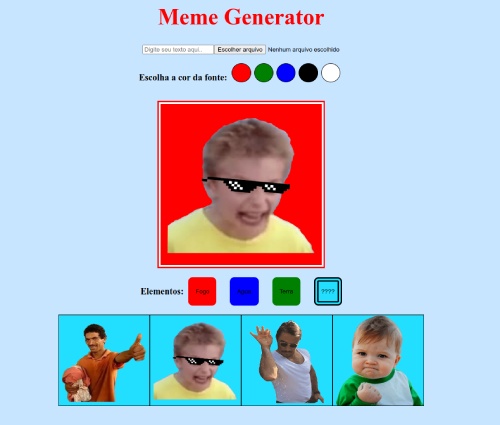 Meme Generator
Digite seu texto aqui.. Escolher arquivo Nenhum arquivo escolhido
Escolha a cor da fonte:
Elementos: Fogo Água Terra ????